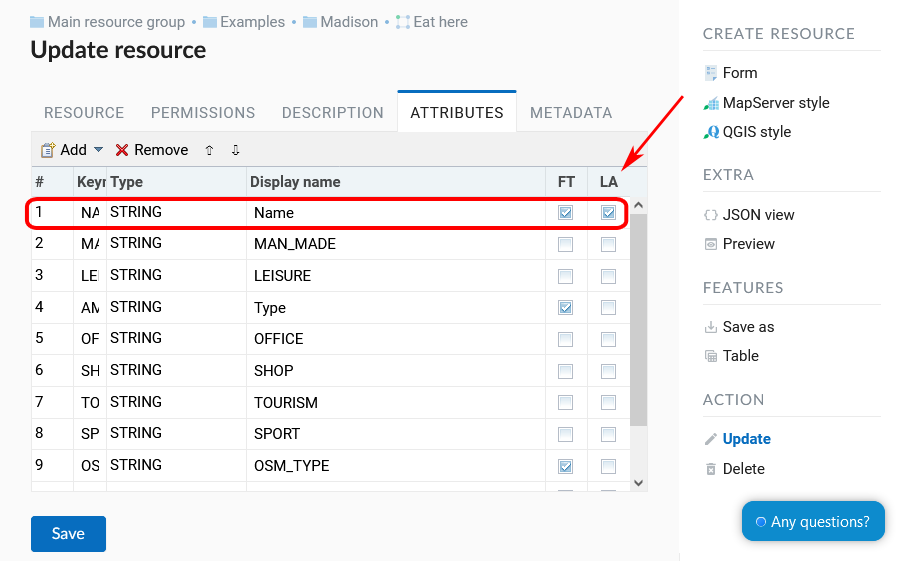 Main resource group • Examples • Madison • Eat here
Update resource
RESOURCE PERMISSIONS DESCRIPTION ATTRIBUTES METADATA
Add Remove ⇧ ⇩
# Keyn Type Display name FT LA
1 NA STRING Name
2 MA STRING MAN_MADE
3 LEI STRING LEISURE
4 AM STRING Type
5 OF STRING OFFICE
6 SH STRING SHOP
7 TO STRING TOURISM
8 SP STRING SPORT
9 OS STRING OSM_TYPE
Save
CREATE RESOURCE
Form
MapServer style
QGIS style
EXTRA
JSON view
Preview
FEATURES
Save as
Table
ACTION
Update
Delete
Any questions?